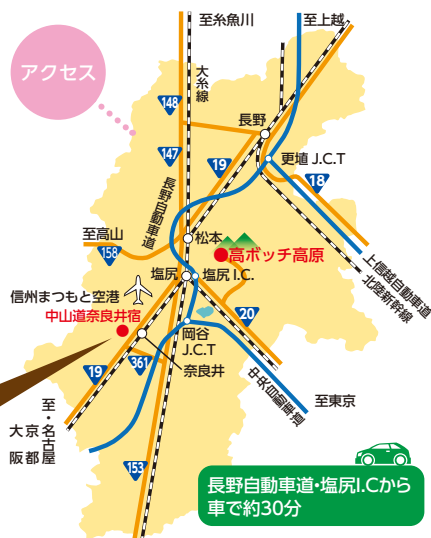 至糸魚川
至上越
アクセス
大糸線
148
長野
147
19
更埴 J.C.T
18
長野自動車道
至高山
158
松本
高ボッチ高原
上信越自動車道
北陸新幹線
塩尻
塩尻 I.C.
信州まつもと空港
中山道奈良井宿
20
岡谷
J.C.T
361
奈良井
19
中央自動車道
至東京
至・名古屋
京都
大阪
153
長野自動車道・塩尻I.Cから
車で約30分